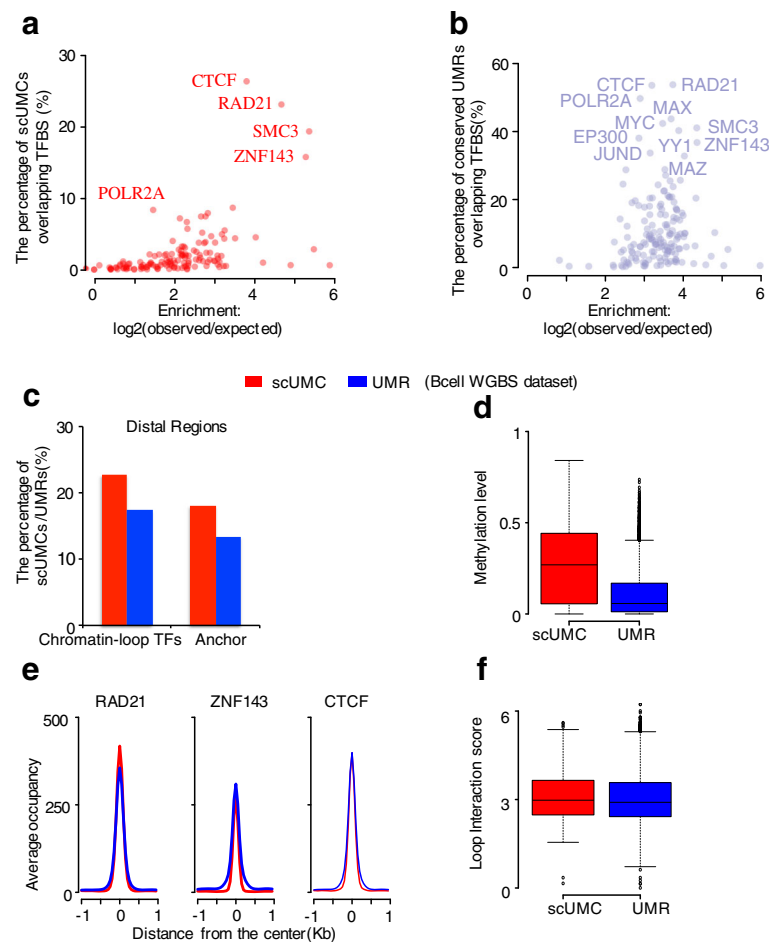 a
The percentage of scUMCs
overlapping TFBS (%)
30
20
10
0
CTCF
RAD21
SMC3
ZNF143
POLR2A
0 2 4 6
Enrichment:
log2(observed/expected)
b
The percentage of conserved UMRs
overlapping TFBS(%)
60
40
20
0
CTCF RAD21
POLR2A MAX
MYC SMC3
EP300 YY1 ZNF143
JUND MAZ
0 2 4 6
Enrichment:
log2(observed/expected)
scUMC UMR (Bcell WGBS dataset)
c
Distal Regions
The percentage of
scUMCs/UMRs(%)
30
20
10
0
Chromatin-loop TFs Anchor
d
Methylation level
1
0.5
0
scUMC UMR
e
RAD21 ZNF143 CTCF
Average occupancy
500
250
0
-1 0 1 -1 0 1 -1 0 1
Distance from the center(Kb)
f
Loop Interaction score
6
3
0
scUMC UMR